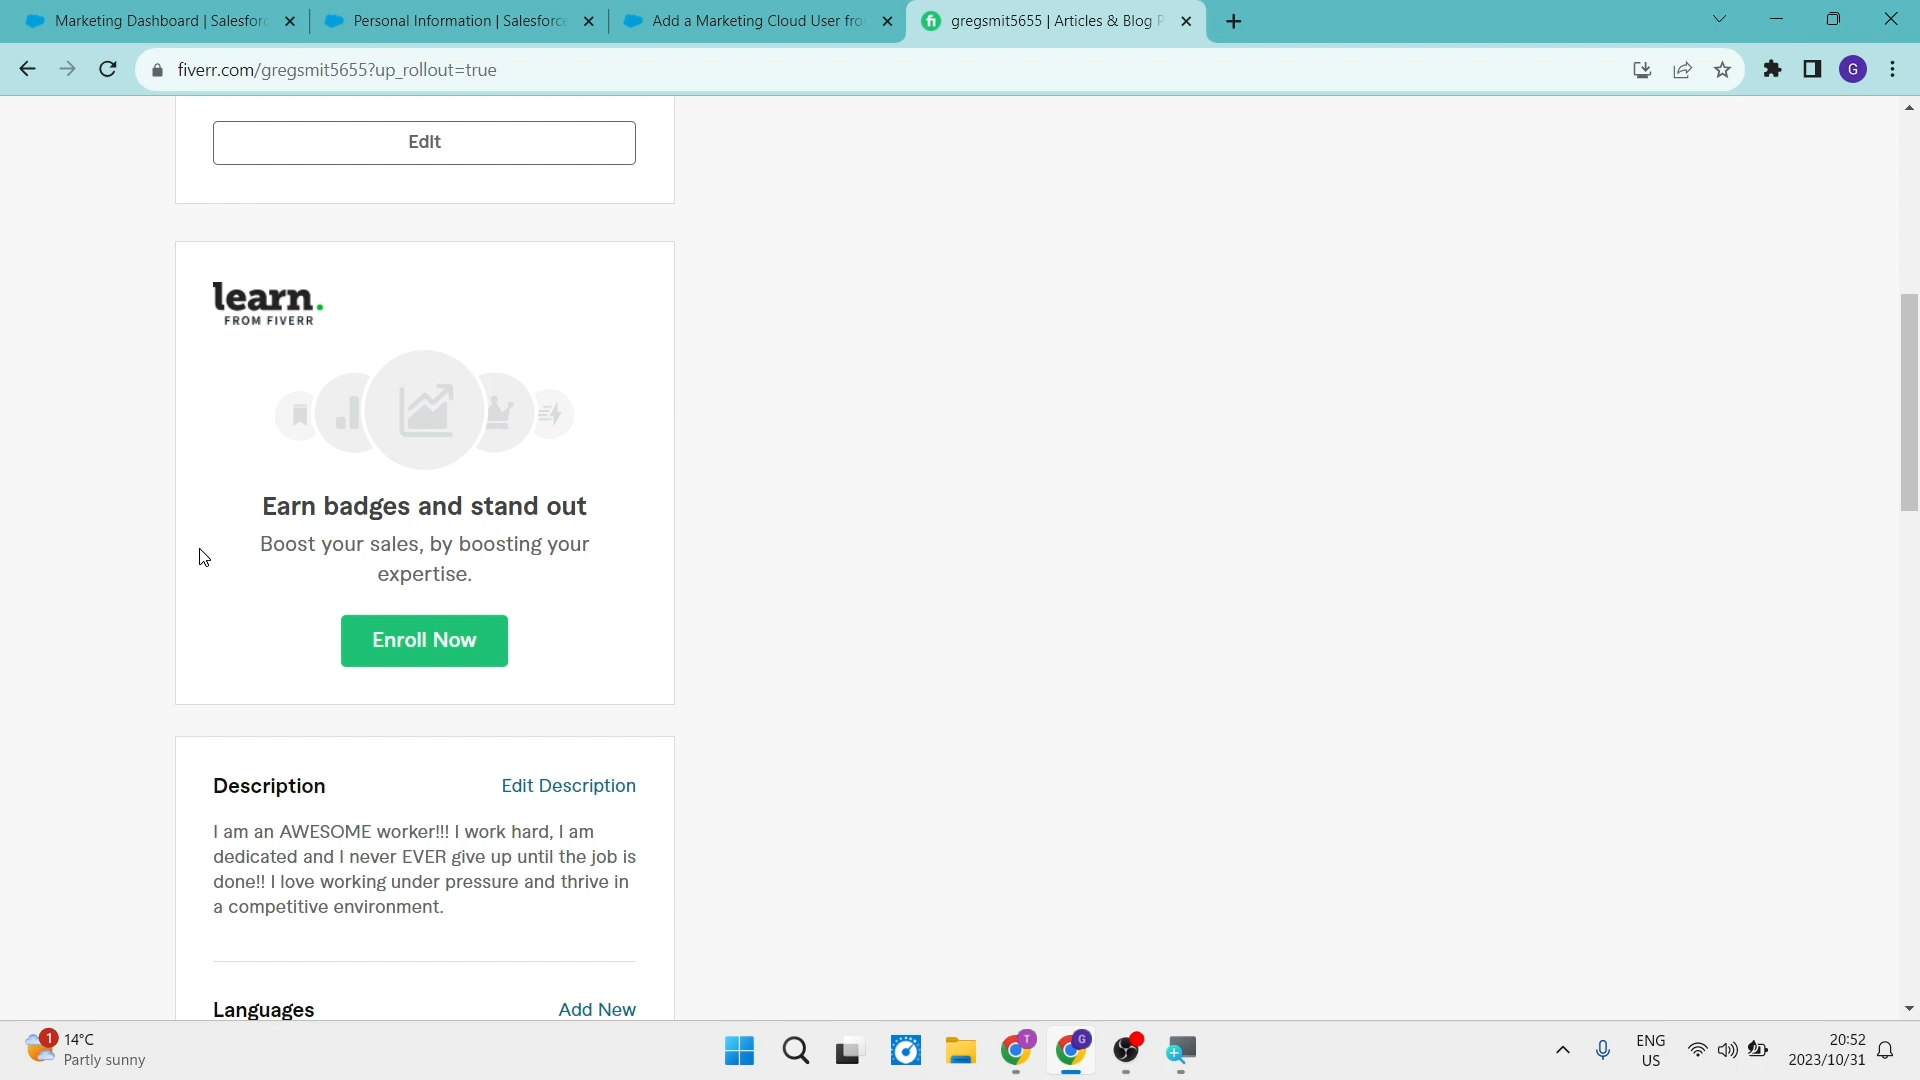 Marketing Dashboard | Salesforc
Personal Information | Salesforce
Add a Marketing Cloud User fro
gregsmit5655 | Articles & Blog P
fiverr.com/gregsmit5655?up_rollout=true
G
Edit
learn.
FROM FIVERR
Earn badges and stand out
Boost your sales, by boosting your
expertise.
Enroll Now
Description
Edit Description
I am an AWESOME worker!!! I work hard, I am
dedicated and I never EVER give up until the job is
done!! I love working under pressure and thrive in
a competitive environment.
Languages
Add New
1
14°C
Partly sunny
T
G
ENG
US
20:52
2023/10/31